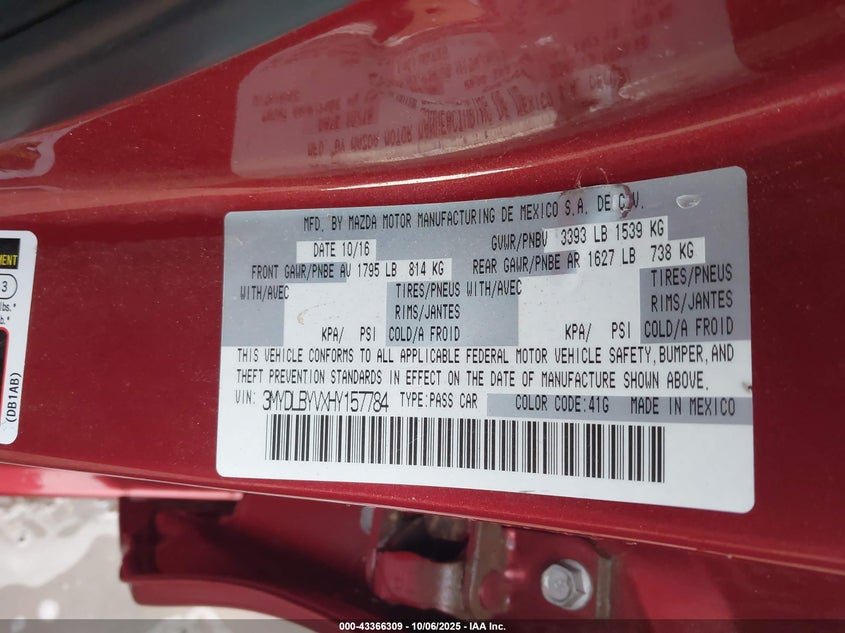 MFD. BY MAZDA MOTOR MANUFACTURING DE MEXICO S.A. DE C.V.
DATE 10/16
GVWR/PNBV 3393 LB 1539 KG
FRONT GAWR/PNBE AV 1795 LB 814 KG
REAR GAWR/PNBE AR 1627 LB 738 KG
WITH/AVEC TIRES/PNEUS WITH/AVEC TIRES/PNEUS
RIMS/JANTES RIMS/JANTES
KPA/ PSI COLD/A FROID KPA/ PSI COLD/A FROID
THIS VEHICLE CONFORMS TO ALL APPLICABLE FEDERAL MOTOR VEHICLE SAFETY, BUMPER, AND
THEFT PREVENTION STANDARDS IN EFFECT ON THE DATE OF MANUFACTURE SHOWN ABOVE.
VIN: 3MYDLBYVXHY157784 TYPE:PASS CAR COLOR CODE:41G MADE IN MEXICO
3
lbs.*
b.*
(DB1AB)
000-43366309 - 10/06/2025 - IAA Inc.